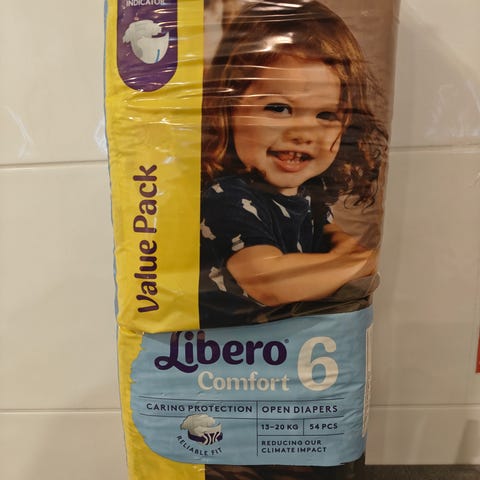 INDICATOR
Value Pack
Libero®
Comfort 6
CARING PROTECTION
OPEN DIAPERS
13-20 KG
54 PCS
RELIABLE FIT
REDUCING OUR
CLIMATE IMPACT